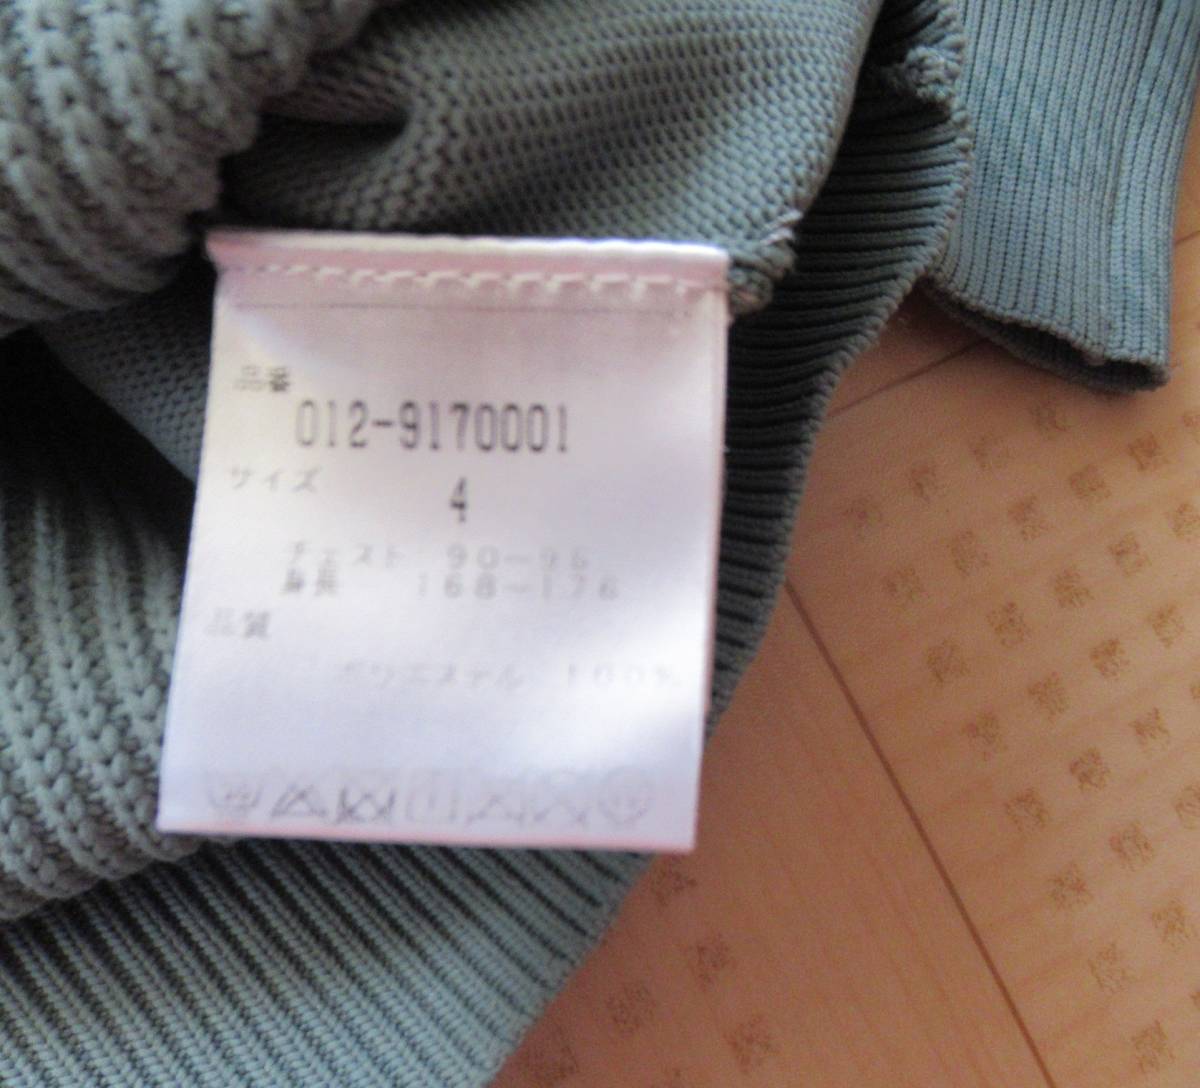 品番
012-9170001
サイズ 4
チェスト 90-95
身長 168-176
品質
ポリエステル 100%